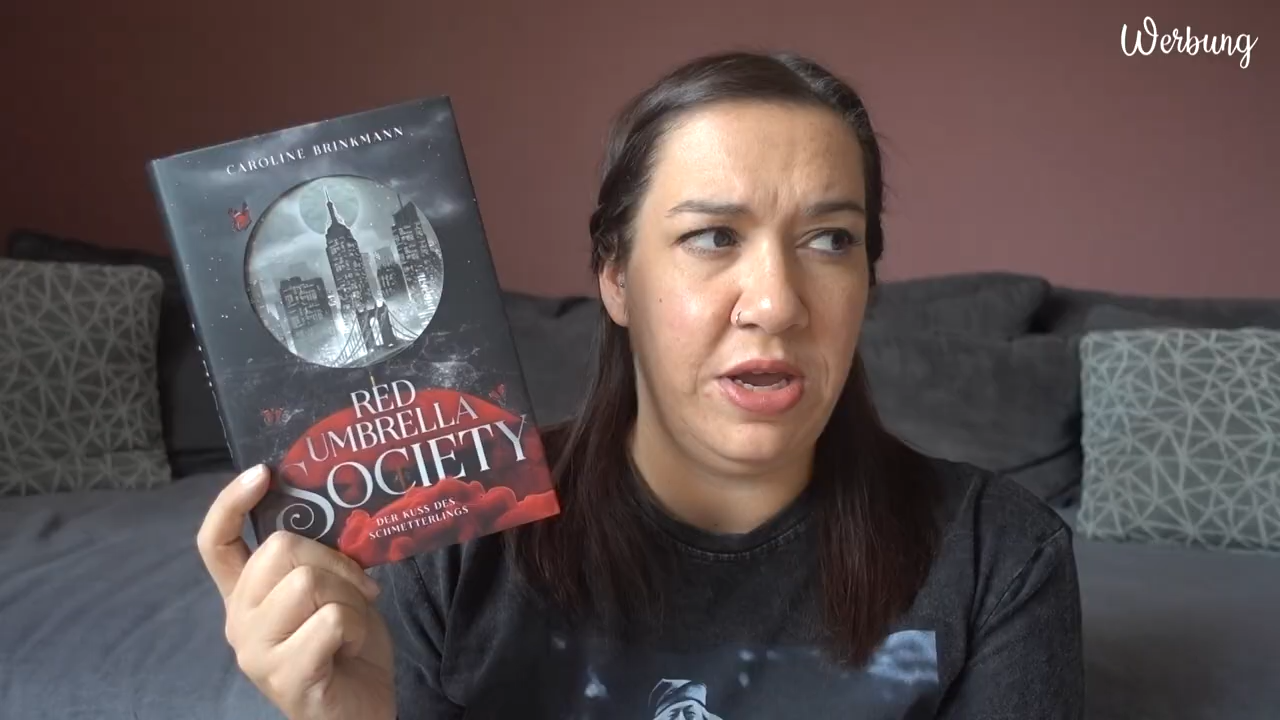 Werbung
CAROLINE BRINKMANN
RED
UMBRELLA
SOCIETY
DER KUSS DES
SCHMETTERLINGS